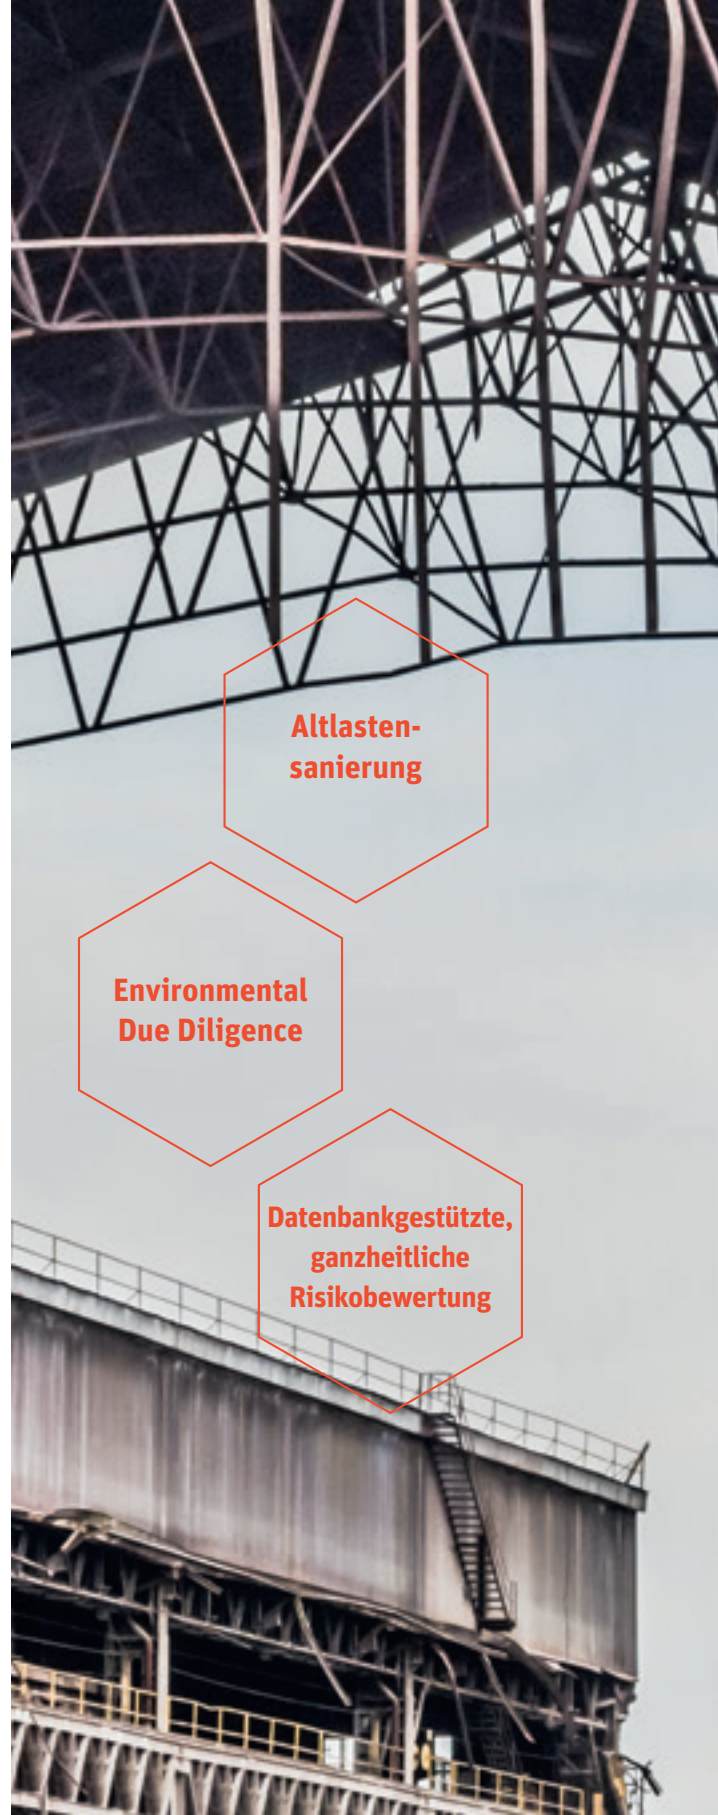 Altlasten-
sanierung
Environmental
Due Diligence
Datenbankgestützte,
ganzheitliche
Risikobewertung